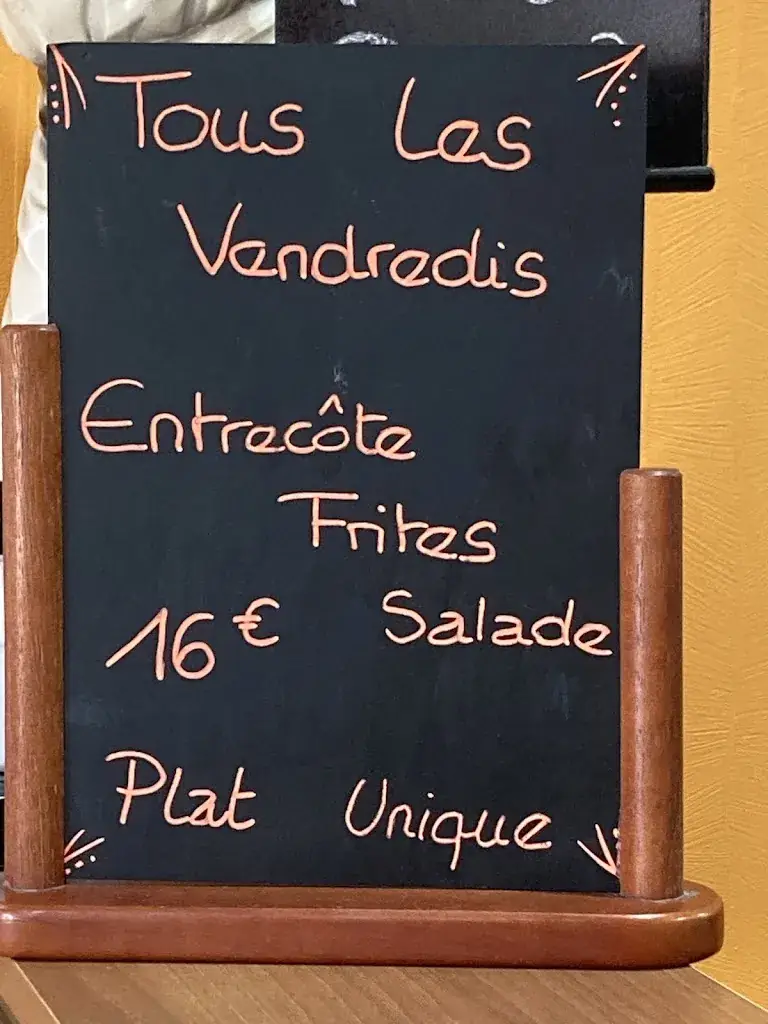 Tous Les
Vendredis
Entrecôte
Frites
16€ Salade
Plat Unique